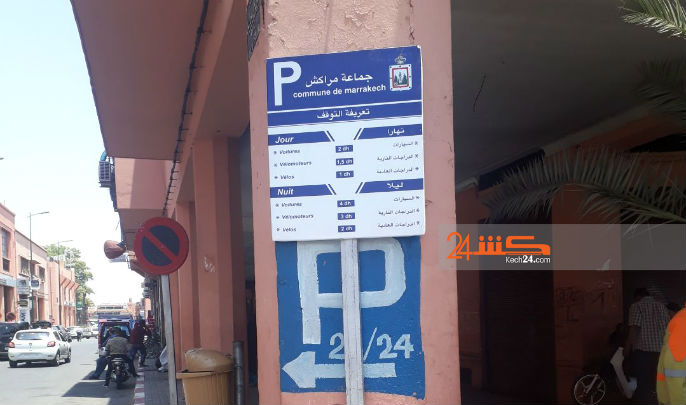 P
جماعة مراكش
commune de marrakech
تعريفة التوقف
Jour نهارا
Voitures 2 dh السيارات
Vélomoteurs 1,5 dh الدراجات النارية
Vélos 1 dh الدراجات العادية
Nuit ليلا
Voitures 4 dh السيارات
Vélomoteurs 3 dh الدراجات النارية
Vélos 2 dh الدراجات العادية
P
24/24
كش24
Kech24.com